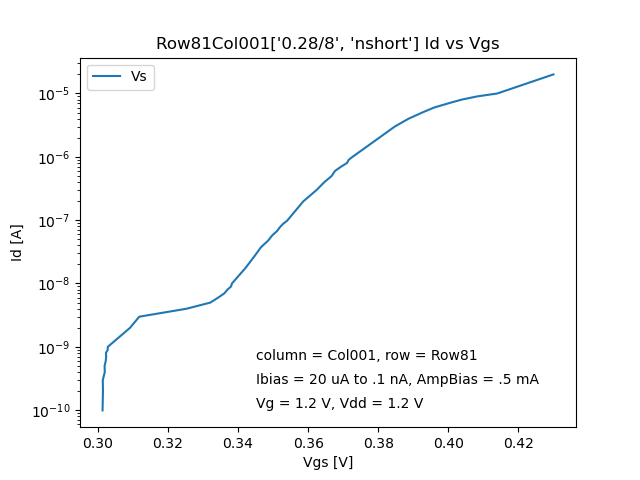 Row81Col001['0.28/8', 'nshort'] Id vs Vgs
Vs
10⁻⁵
10⁻⁶
10⁻⁷
10⁻⁸
10⁻⁹
10⁻¹⁰
Id [A]
column = Col001, row = Row81
Ibias = 20 uA to .1 nA, AmpBias = .5 mA
Vg = 1.2 V, Vdd = 1.2 V
0.30 0.32 0.34 0.36 0.38 0.40 0.42
Vgs [V]